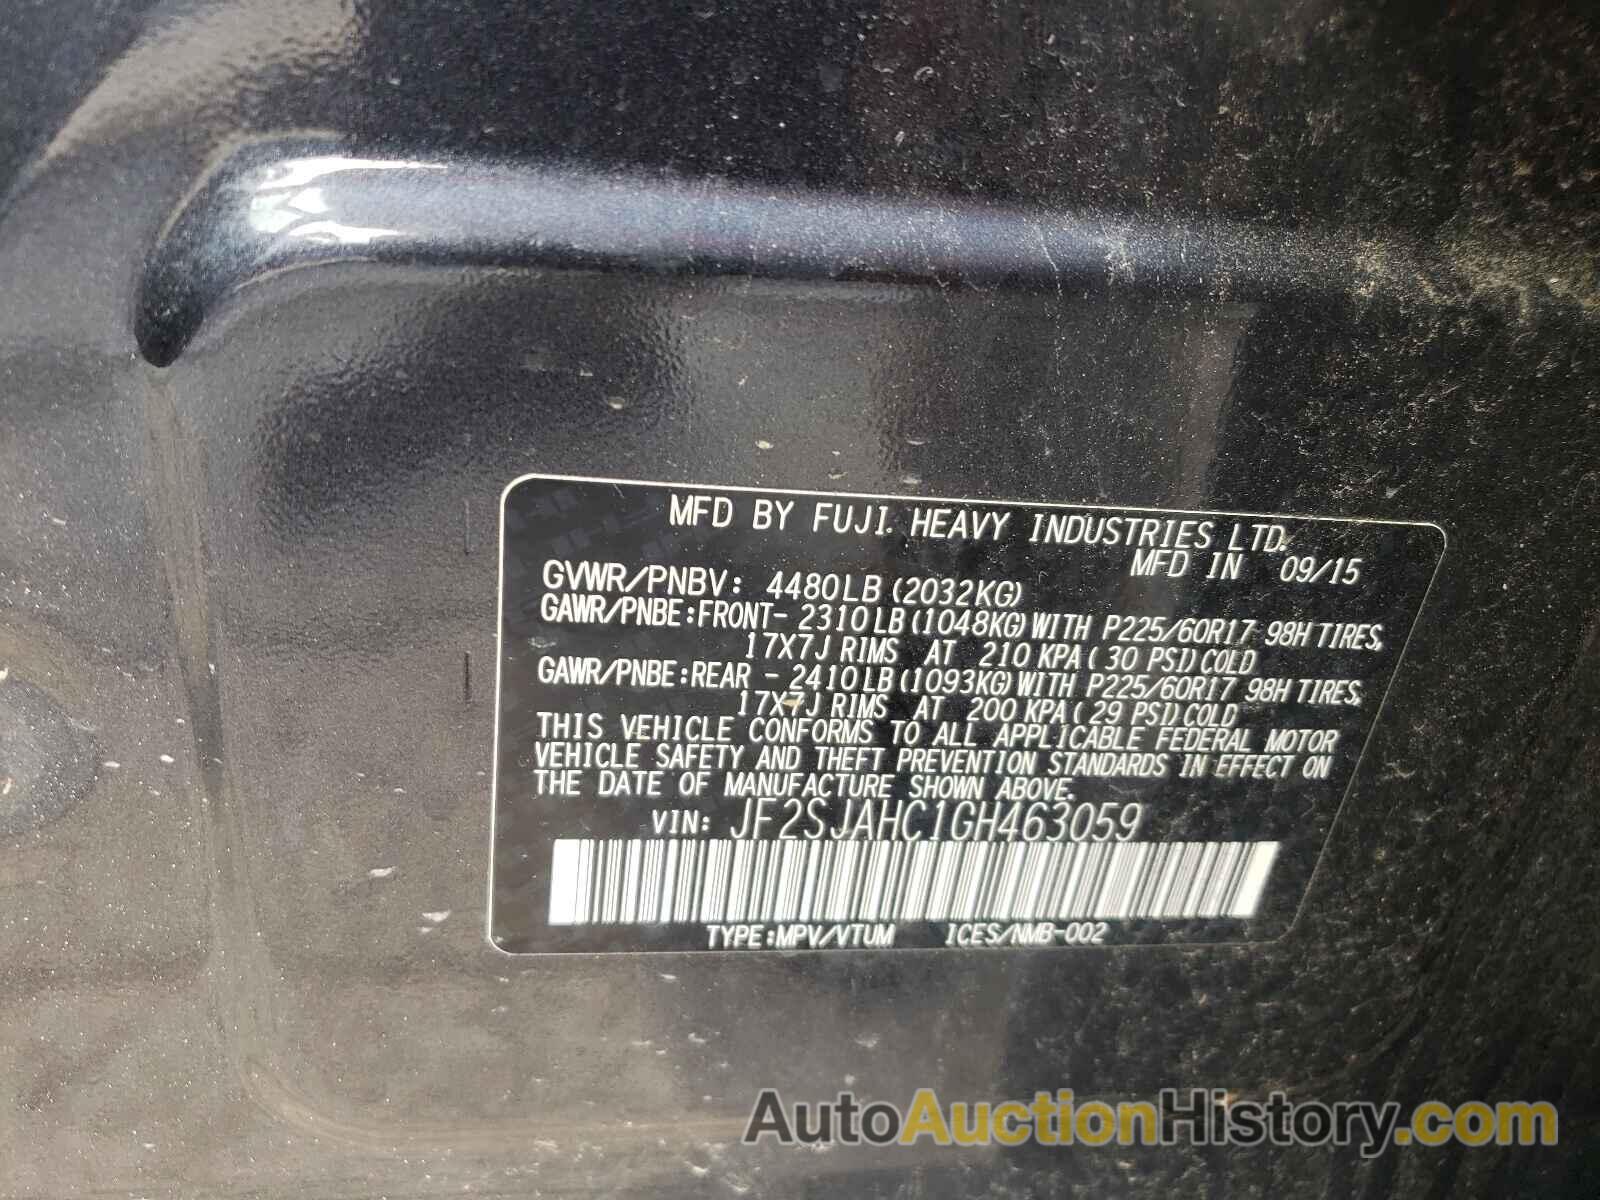 MFD BY FUJI HEAVY INDUSTRIES LTD.
MFD IN 09/15
GVWR/PNBV: 4480LB (2032KG)
GAWR/PNBE:FRONT- 2310LB (1048KG) WITH P225/60R17 98H TIRES,
17X7J RIMS AT 210 KPA ( 30 PSI) COLD
GAWR/PNBE:REAR - 2410LB (1093KG) WITH P225/60R17 98H TIRES,
17X7J RIMS AT 200 KPA ( 29 PSI) COLD
THIS VEHICLE CONFORMS TO ALL APPLICABLE FEDERAL MOTOR
VEHICLE SAFETY AND THEFT PREVENTION STANDARDS IN EFFECT ON
THE DATE OF MANUFACTURE SHOWN ABOVE.
VIN: JF2SJAHC1GH463059
TYPE:MPV/VTUM ICES/NMB-002
AutoAuctionHistory.com